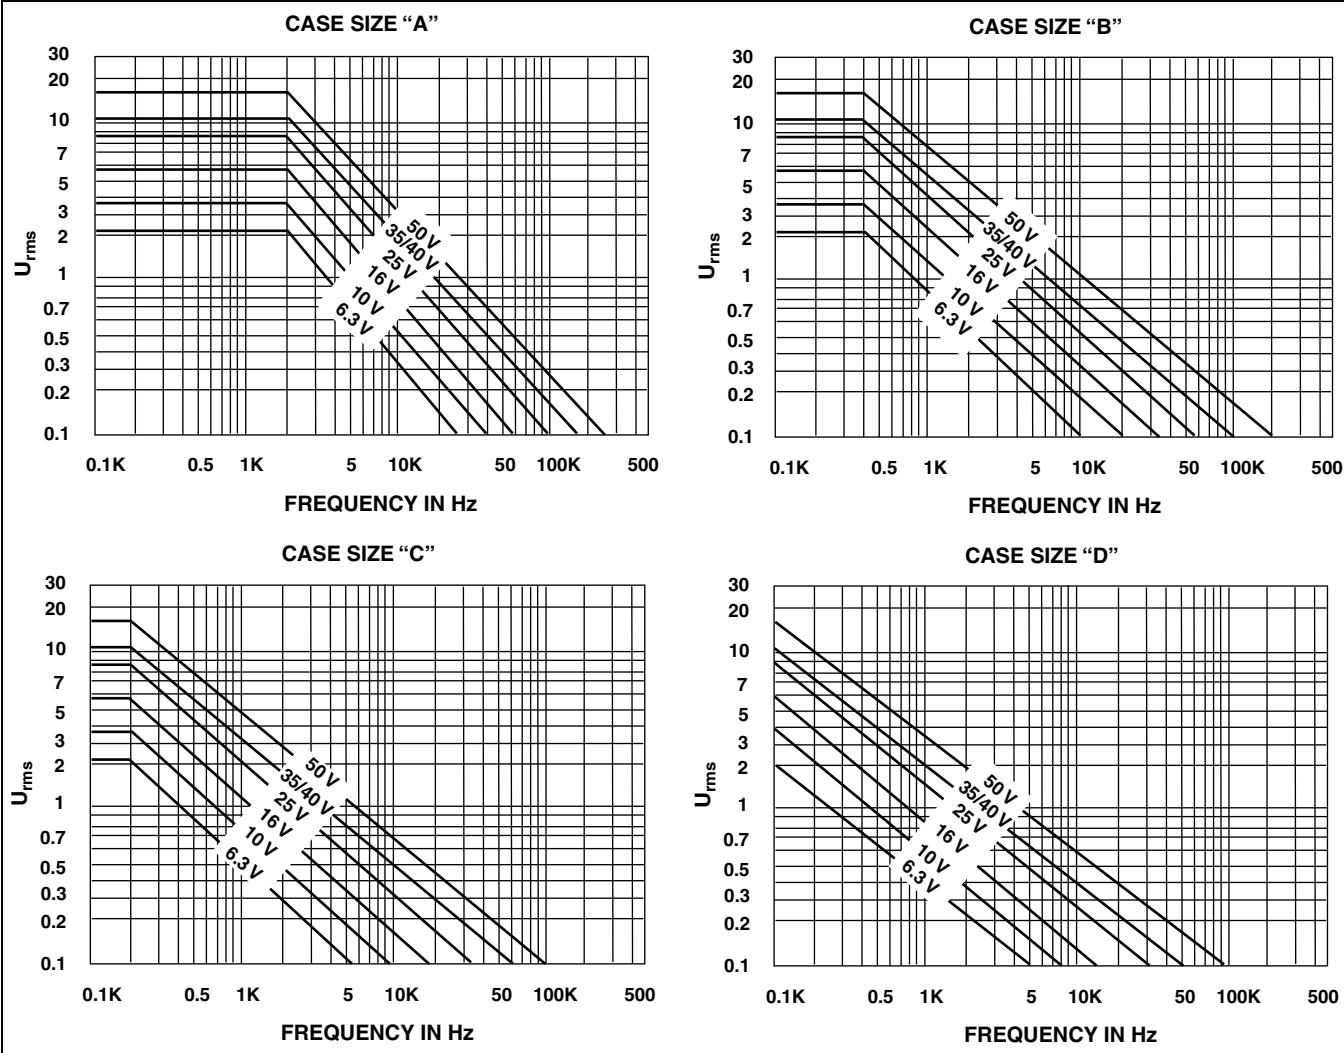 CASE SIZE “A”
30
20
10
7
5
3
2
1
0.7
0.5
0.3
0.2
0.1
Urms
50 V
35/40 V
25 V
16 V
10 V
6.3 V
0.1K 0.5 1K 5 10K 50 100K 500
FREQUENCY IN Hz
CASE SIZE “B”
30
20
10
7
5
3
2
1
0.7
0.5
0.3
0.2
0.1
Urms
50 V
35/40 V
25 V
16 V
10 V
6.3 V
0.1K 0.5 1K 5 10K 50 100K 500
FREQUENCY IN Hz
CASE SIZE “C”
30
20
10
7
5
3
2
1
0.7
0.5
0.3
0.2
0.1
Urms
50 V
35/40 V
25 V
16 V
10 V
6.3 V
0.1K 0.5 1K 5 10K 50 100K 500
FREQUENCY IN Hz
CASE SIZE “D”
30
20
10
7
5
3
2
1
0.7
0.5
0.3
0.2
0.1
Urms
50 V
35/40 V
25 V
16 V
10 V
6.3 V
0.1K 0.5 1K 5 10K 50 100K 500
FREQUENCY IN Hz